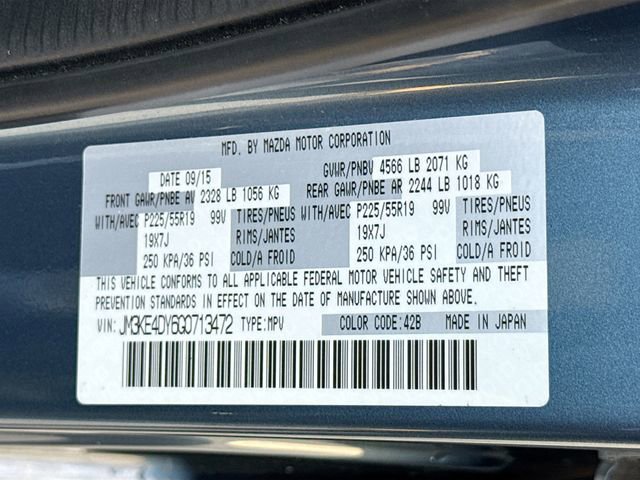 MFD. BY MAZDA MOTOR CORPORATION
DATE 09/15 GVWR/PNBV 4566 LB 2071 KG
FRONT GAWR/PNBE AV 2328 LB 1056 KG REAR GAWR/PNBE AR 2244 LB 1018 KG
WITH/AVEC P225/55R19 99V TIRES/PNEUS WITH/AVEC P225/55R19 99V TIRES/PNEUS
19X7J RIMS/JANTES 19X7J RIMS/JANTES
250 KPA/36 PSI COLD/A FROID 250 KPA/36 PSI COLD/A FROID
THIS VEHICLE CONFORMS TO ALL APPLICABLE FEDERAL MOTOR VEHICLE SAFETY AND THEFT
PREVENTION STANDARDS IN EFFECT ON THE DATE OF MANUFACTURE SHOWN ABOVE.
VIN: JM3KE4DY6G0713472 TYPE:MPV COLOR CODE:42B MADE IN JAPAN